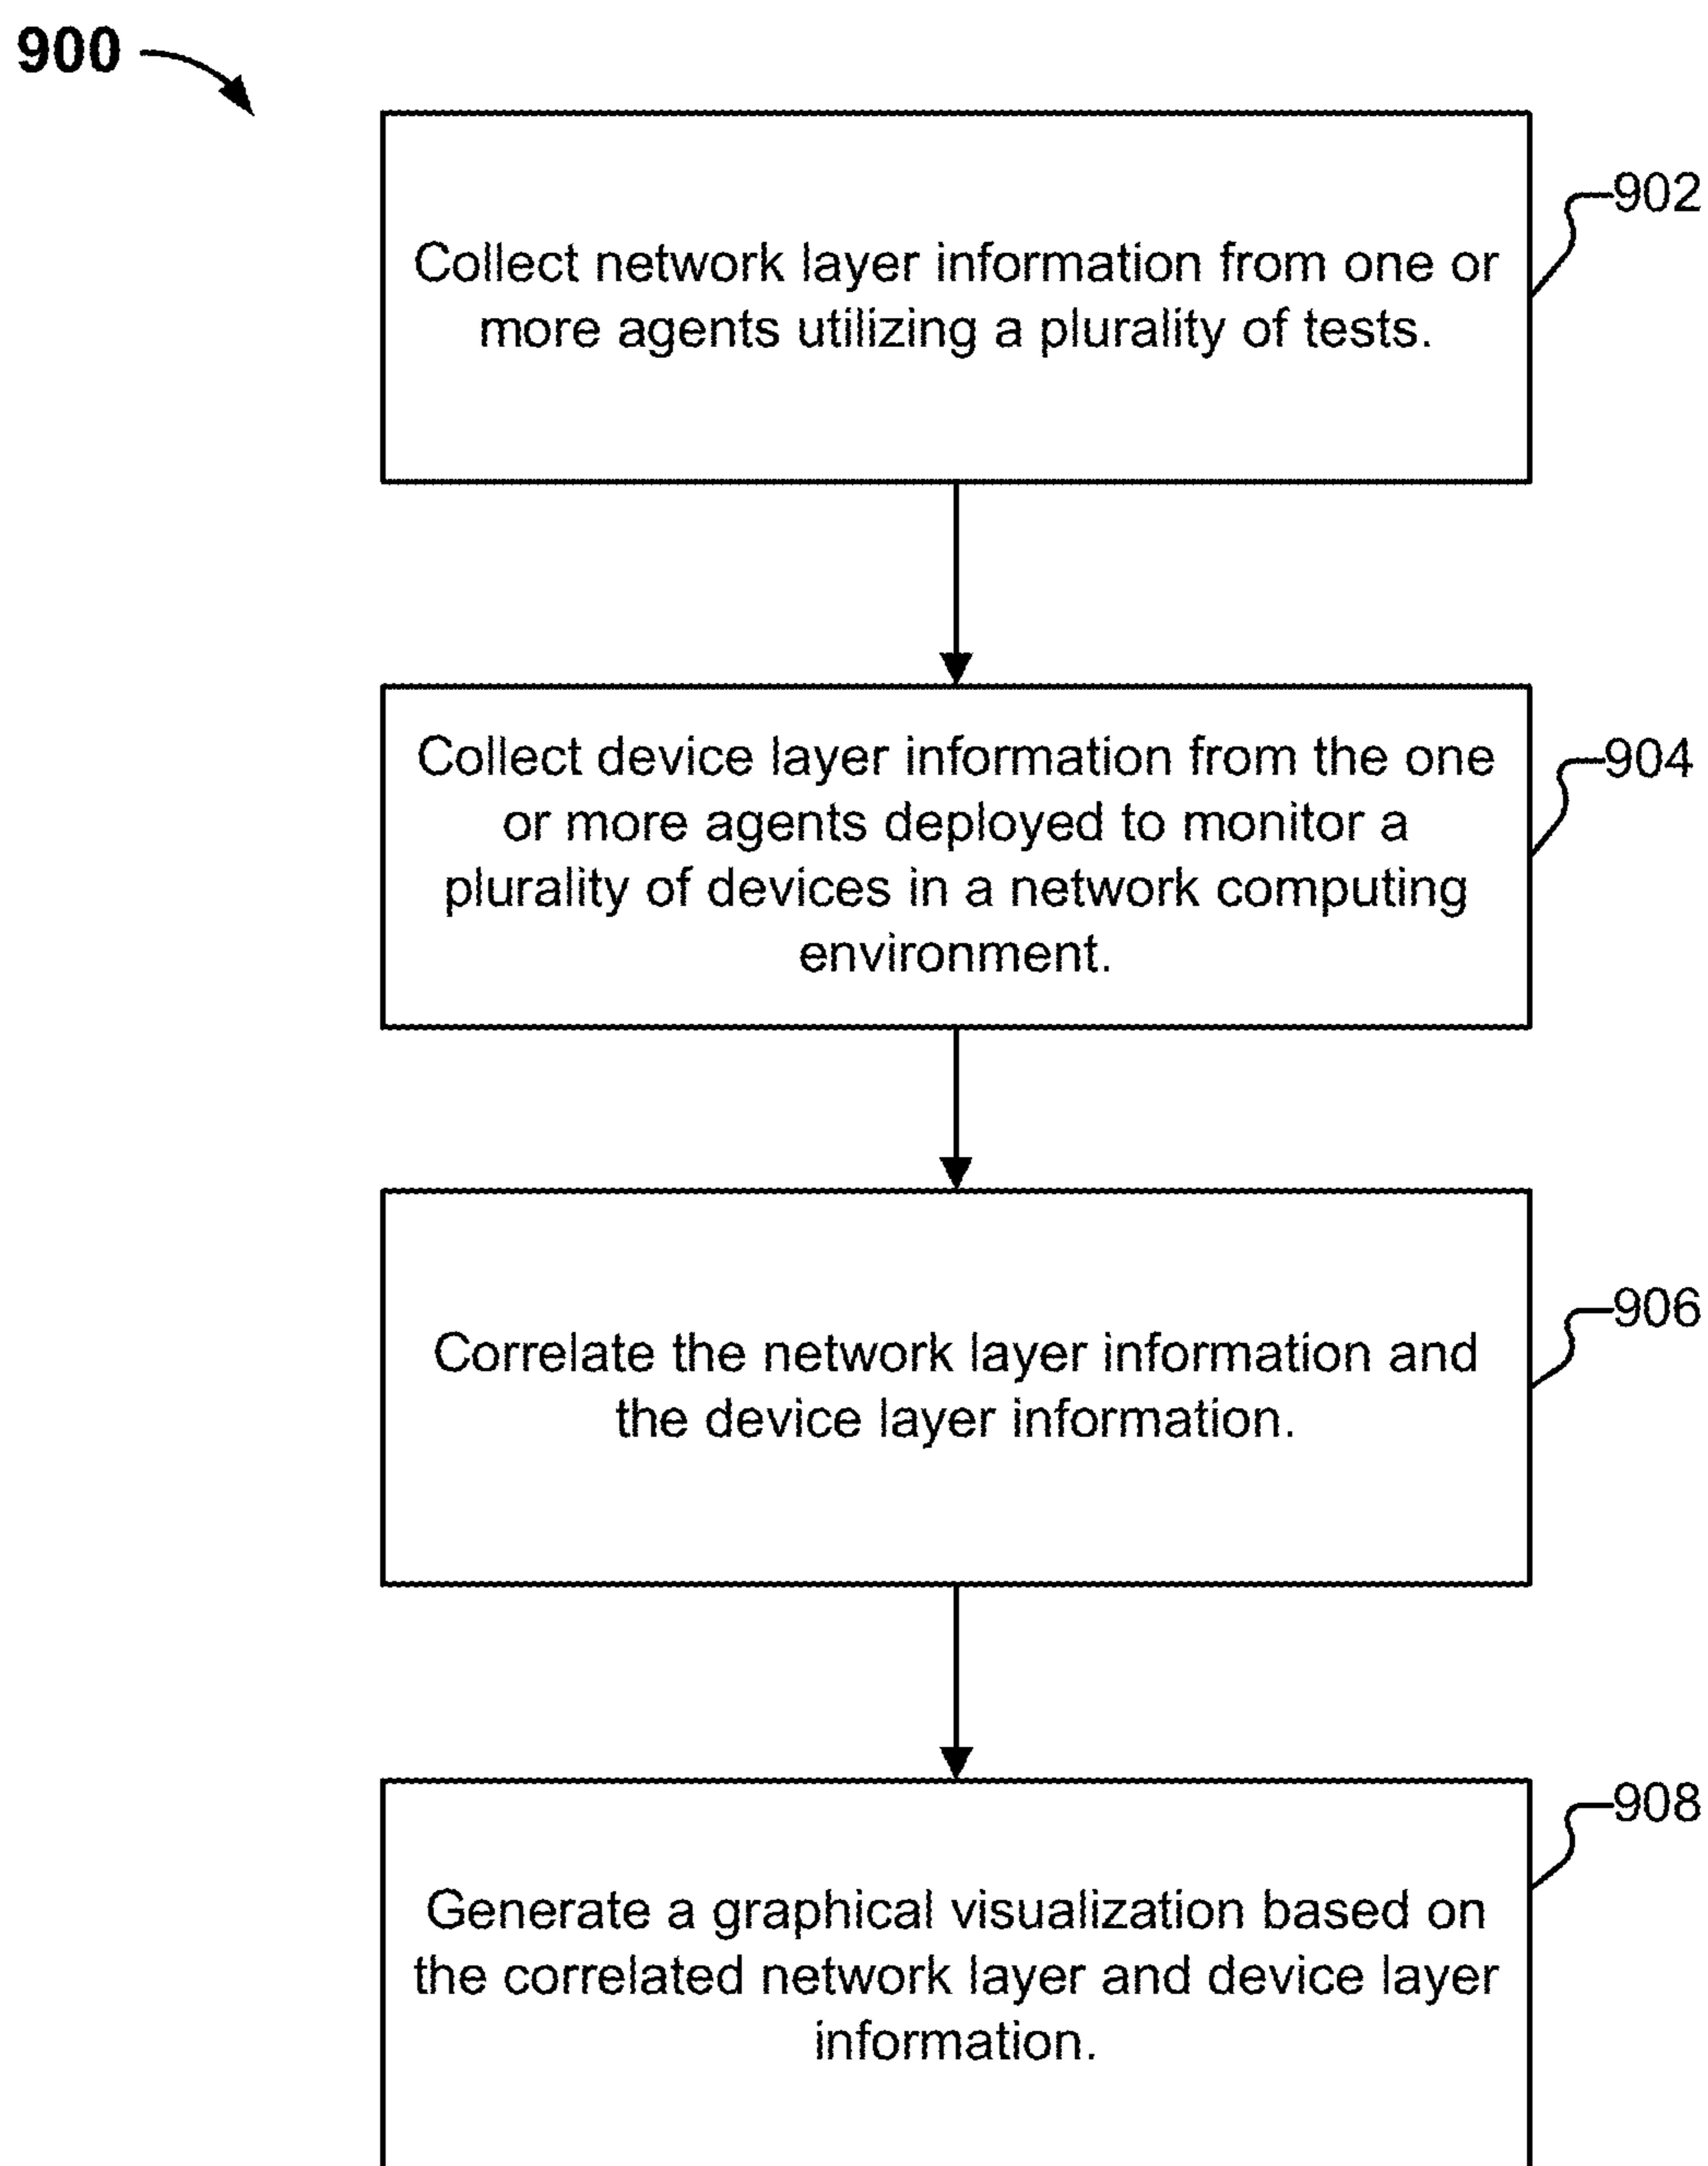 900
902
Collect network layer information from one or
more agents utilizing a plurality of tests.
904
Collect device layer information from the one
or more agents deployed to monitor a
plurality of devices in a network computing
environment.
906
Correlate the network layer information and
the device layer information.
908
Generate a graphical visualization based on
the correlated network layer and device layer
information.